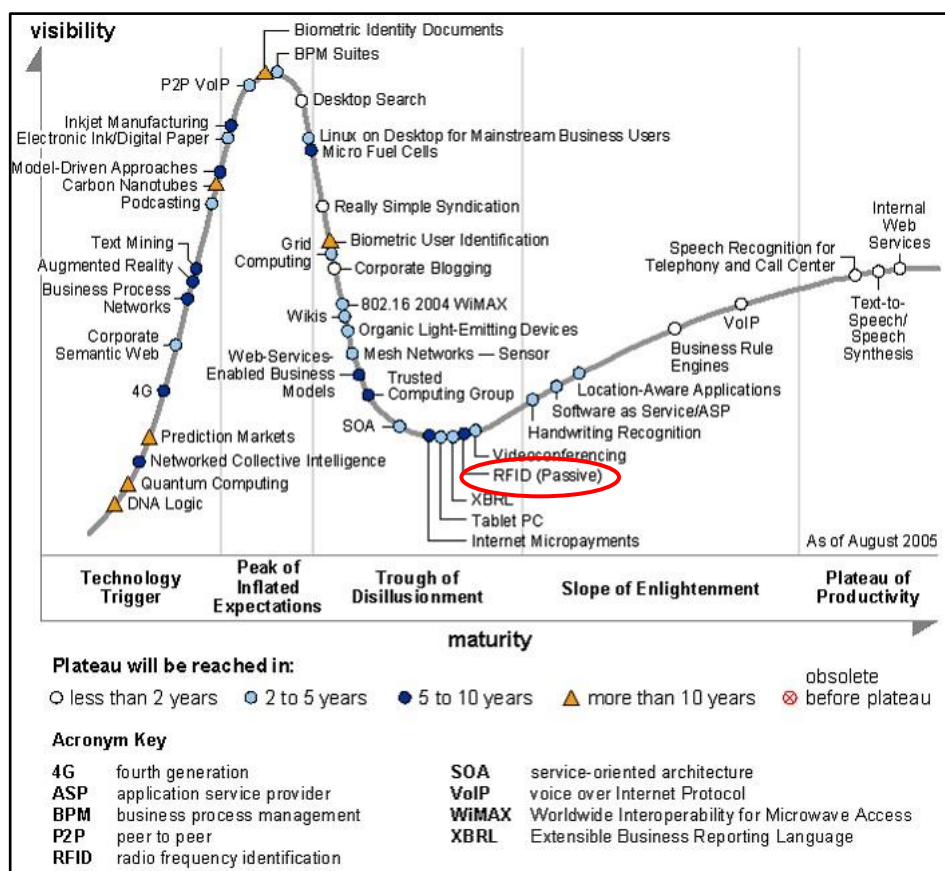 visibility
Biometric Identity Documents
BPM Suites
P2P VoIP
Desktop Search
Inkjet Manufacturing
Electronic Ink/Digital Paper
Linux on Desktop for Mainstream Business Users
Micro Fuel Cells
Model-Driven Approaches
Carbon Nanotubes
Podcasting
Really Simple Syndication
Text Mining
Augmented Reality
Business Process
Networks
Grid
Computing
Biometric User Identification
Corporate Blogging
Corporate
Semantic Web
802.16 2004 WiMAX
Wikis
Organic Light-Emitting Devices
Mesh Networks — Sensor
Web-Services-
Enabled Business
Models
Trusted
Computing Group
4G
SOA
Prediction Markets
Networked Collective Intelligence
Quantum Computing
DNA Logic
Internal
Web
Services
Speech Recognition for
Telephony and Call Center
Text-to-
Speech/
Speech
Synthesis
VoIP
Business Rule
Engines
Location-Aware Applications
Software as Service/ASP
Handwriting Recognition
Videoconferencing
RFID (Passive)
XBRL
Tablet PC
Internet Micropayments
As of August 2005
Technology
Trigger
Peak of
Inflated
Expectations
Trough of
Disillusionment
Slope of Enlightenment
Plateau of
Productivity
maturity
Plateau will be reached in:
less than 2 years
2 to 5 years
5 to 10 years
more than 10 years
obsolete
before plateau
Acronym Key
4G fourth generation
ASP application service provider
BPM business process management
P2P peer to peer
RFID radio frequency identification
SOA service-oriented architecture
VoIP voice over Internet Protocol
WiMAX Worldwide Interoperability for Microwave Access
XBRL Extensible Business Reporting Language